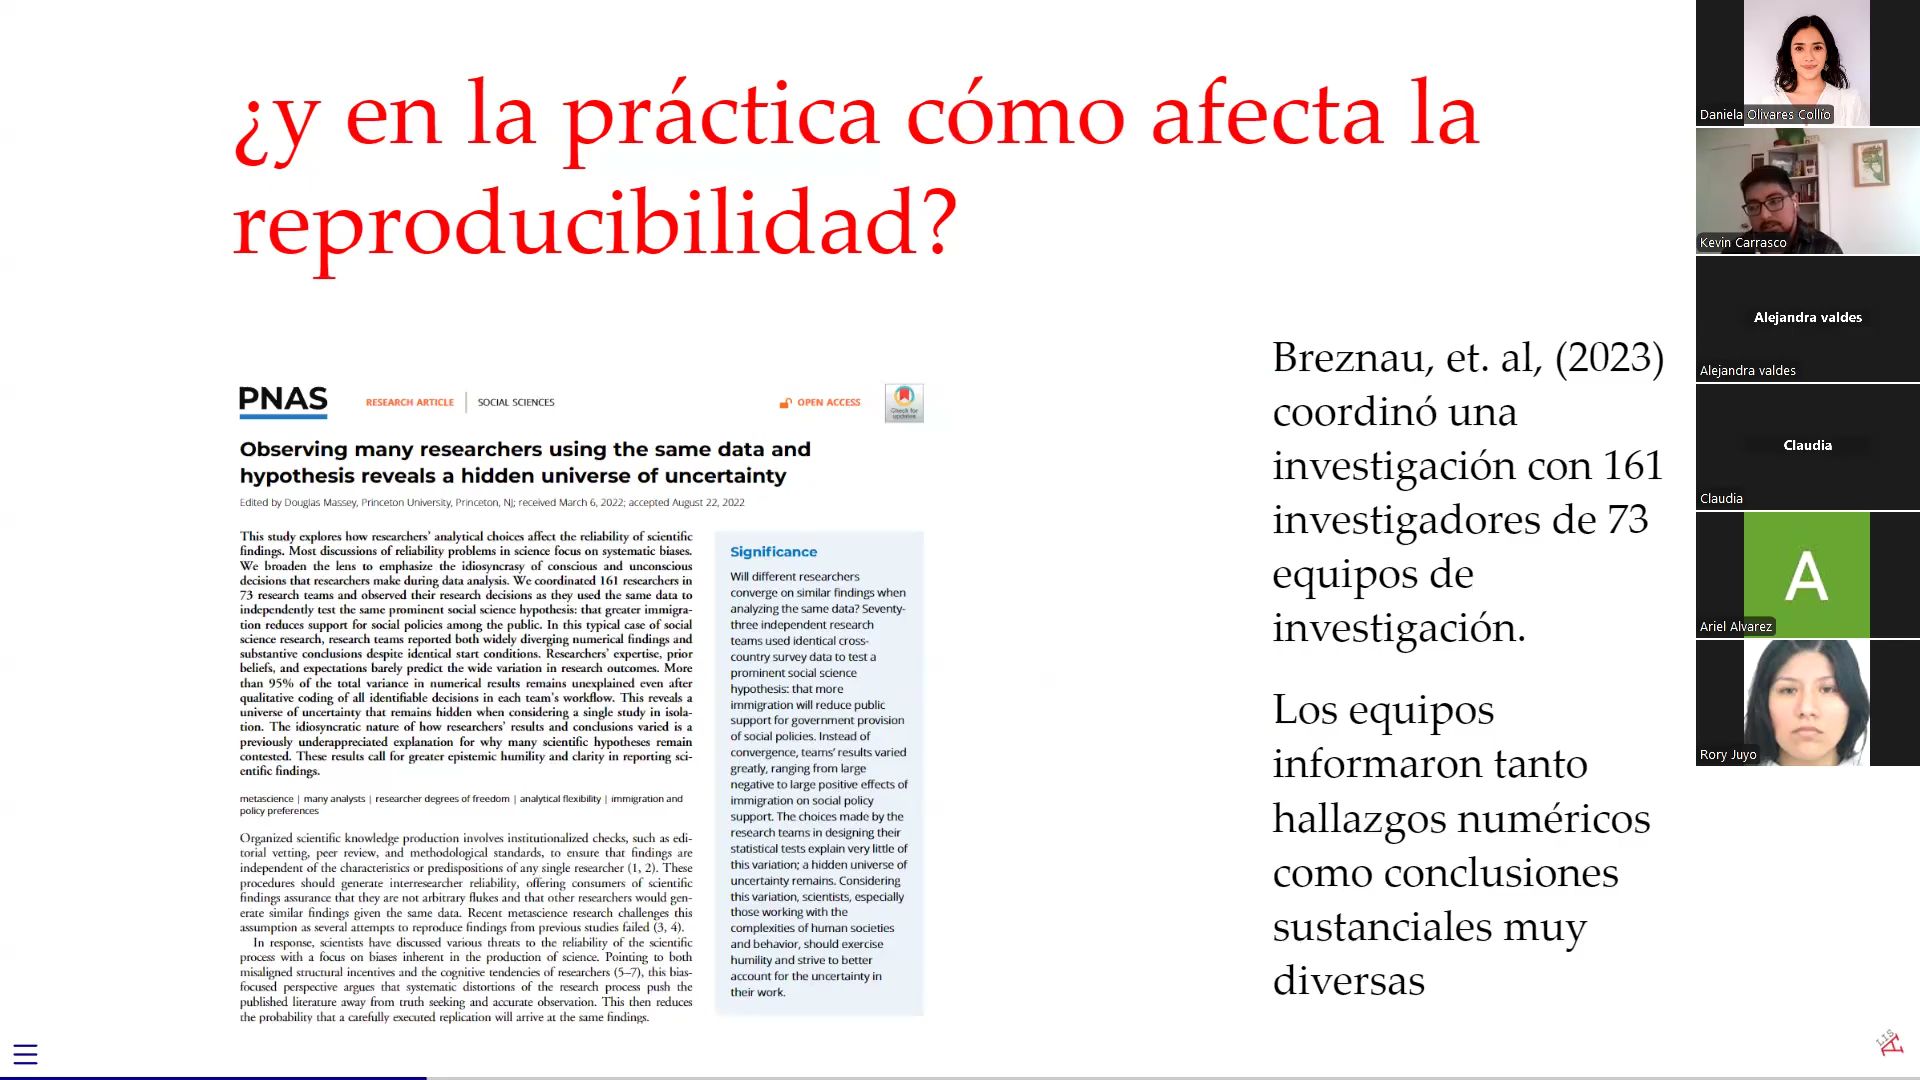 ¿y en la práctica cómo afecta la
reproducibilidad?
PNAS
RESEARCH ARTICLE | SOCIAL SCIENCES
OPEN ACCESS
Check for
updates
Observing many researchers using the same data and
hypothesis reveals a hidden universe of uncertainty
Edited by Douglas Massey, Princeton University, Princeton, NJ; received March 6, 2022; accepted August 22, 2022
This study explores how researchers' analytical choices affect the reliability of scientific
findings. Most discussions of reliability problems in science focus on systematic biases.
We broaden the lens to emphasize the idiosyncrasy of conscious and unconscious
decisions that researchers make during data analysis. We coordinated 161 researchers in
73 research teams and observed their research decisions as they used the same data to
independently test the same prominent social science hypothesis: that greater immigra-
tion reduces support for social policies among the public. In this typical case of social
science research, research teams reported both widely diverging numerical findings and
substantive conclusions despite identical start conditions. Researchers' expertise, prior
beliefs, and expectations barely predict the wide variation in research outcomes. More
than 95% of the total variance in numerical results remains unexplained even after
qualitative coding of all identifiable decisions in each team's workflow. This reveals a
universe of uncertainty that remains hidden when considering a single study in isola-
tion. The idiosyncratic nature of how researchers' results and conclusions varied is a
previously underappreciated explanation for why many scientific hypotheses remain
contested. These results call for greater epistemic humility and clarity in reporting sci-
entific findings.
metascience | many analysts | researcher degrees of freedom | analytical flexibility | immigration and
policy preferences
Organized scientific knowledge production involves institutionalized checks, such as edi-
torial vetting, peer review, and methodological standards, to ensure that findings are
independent of the characteristics or predispositions of any single researcher (1, 2). These
procedures should generate interresearcher reliability, offering consumers of scientific
findings assurance that they are not arbitrary flukes and that other researchers would gen-
erate similar findings given the same data. Recent metascience research challenges this
assumption as several attempts to reproduce findings from previous studies failed (3, 4).
In response, scientists have discussed various threats to the reliability of the scientific
process with a focus on biases inherent in the production of science. Pointing to both
misaligned structural incentives and the cognitive tendencies of researchers (5–7), this bias-
focused perspective argues that systematic distortions of the research process push the
published literature away from truth seeking and accurate observation. This then reduces
the probability that a carefully executed replication will arrive at the same findings.
Significance
Will different researchers
converge on similar findings when
analyzing the same data? Seventy-
three independent research
teams used identical cross-
country survey data to test a
prominent social science
hypothesis: that more
immigration will reduce public
support for government provision
of social policies. Instead of
convergence, teams' results varied
greatly, ranging from large
negative to large positive effects of
immigration on social policy
support. The choices made by the
research teams in designing their
statistical tests explain very little of
this variation; a hidden universe of
uncertainty remains. Considering
this variation, scientists, especially
those working with the
complexities of human societies
and behavior, should exercise
humility and strive to better
account for the uncertainty in
their work.
Breznau, et. al, (2023)
coordinó una
investigación con 161
investigadores de 73
equipos de
investigación.
Los equipos
informaron tanto
hallazgos numéricos
como conclusiones
sustanciales muy
diversas
Daniela Olivares Collío
Kevin Carrasco
Alejandra valdes
Alejandra valdes
Claudia
Claudia
A
Ariel Alvarez
Rory Juyo
LISA